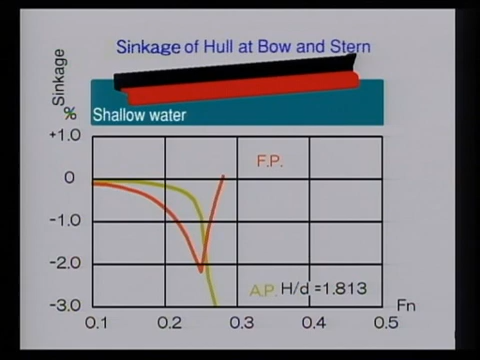 Sinkage of Hull at Bow and Stern
Sinkage
%
Shallow water
+1.0
F.P.
0
-1.0
-2.0
A.P. H/d =1.813
-3.0
Fn
0.1 0.2 0.3 0.4 0.5